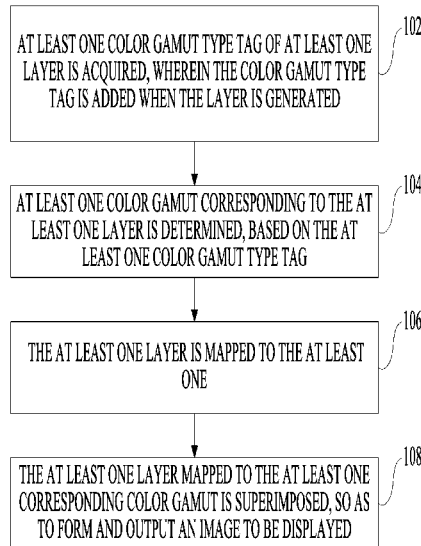 AT LEAST ONE COLOR GAMUT TYPE TAG OF AT LEAST ONE
LAYER IS ACQUIRED, WHEREIN THE COLOR GAMUT TYPE
TAG IS ADDED WHEN THE LAYER IS GENERATED
102
AT LEAST ONE COLOR GAMUT CORRESPONDING TO THE AT
LEAST ONE LAYER IS DETERMINED, BASED ON THE AT
LEAST ONE COLOR GAMUT TYPE TAG
104
THE AT LEAST ONE LAYER IS MAPPED TO THE AT LEAST
ONE
106
THE AT LEAST ONE LAYER MAPPED TO THE AT LEAST ONE
CORRESPONDING COLOR GAMUT IS SUPERIMPOSED, SO AS
TO FORM AND OUTPUT AN IMAGE TO BE DISPLAYED
108